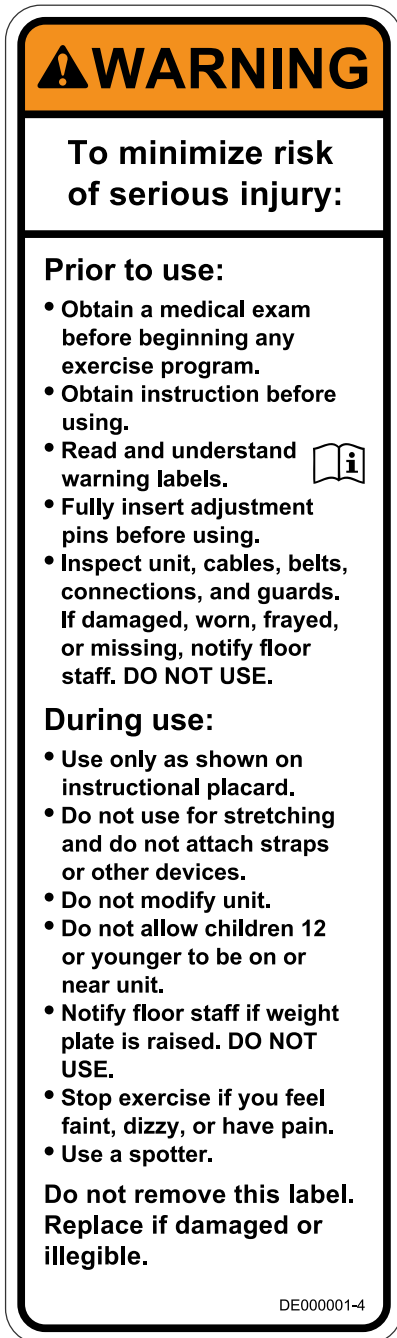 WARNING
To minimize risk
of serious injury:
Prior to use:
• Obtain a medical exam
before beginning any
exercise program.
• Obtain instruction before
using.
• Read and understand
warning labels.
• Fully insert adjustment
pins before using.
• Inspect unit, cables, belts,
connections, and guards.
If damaged, worn, frayed,
or missing, notify floor
staff. DO NOT USE.
During use:
• Use only as shown on
instructional placard.
• Do not use for stretching
and do not attach straps
or other devices.
• Do not modify unit.
• Do not allow children 12
or younger to be on or
near unit.
• Notify floor staff if weight
plate is raised. DO NOT
USE.
• Stop exercise if you feel
faint, dizzy, or have pain.
• Use a spotter.
Do not remove this label.
Replace if damaged or
illegible.
DE000001-4